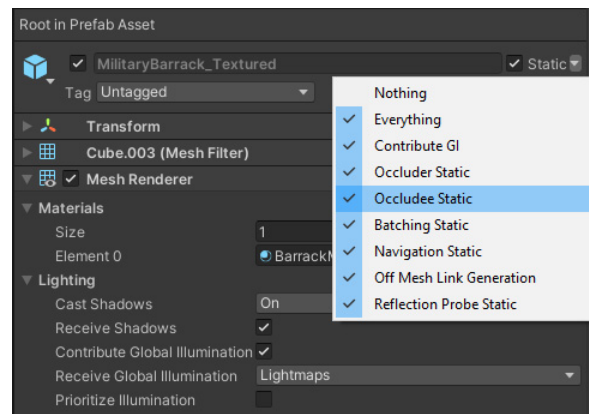 Root in Prefab Asset
MilitaryBarrack_Textured
Static
Tag Untagged
Nothing
Everything
Contribute GI
Occluder Static
Occludee Static
Batching Static
Navigation Static
Off Mesh Link Generation
Reflection Probe Static
Transform
Cube.003 (Mesh Filter)
Mesh Renderer
Materials
Size 1
Element 0
Lighting
Cast Shadows On
Receive Shadows
Contribute Global Illumination
Receive Global Illumination Lightmaps
Prioritize Illumination